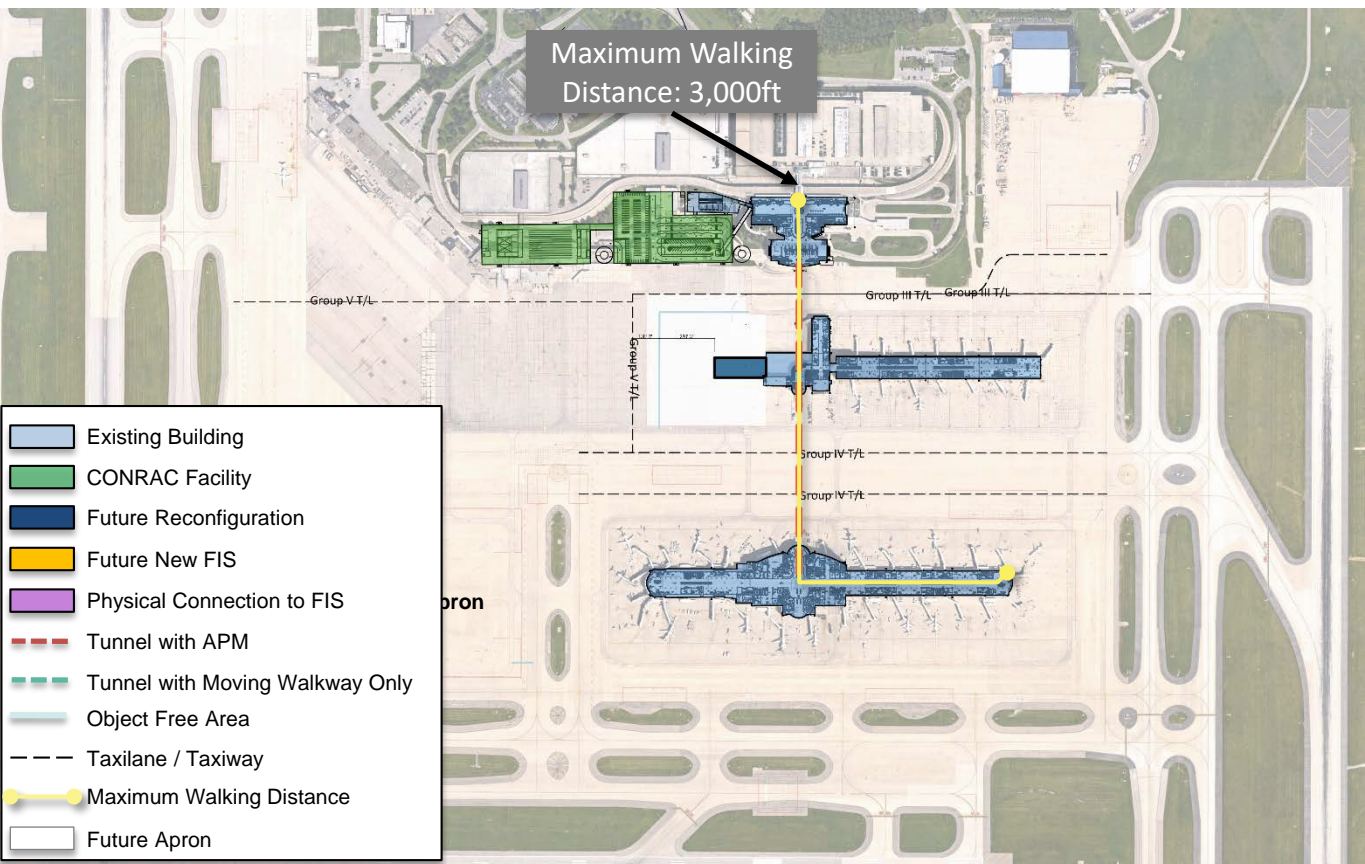 Maximum Walking
Distance: 3,000ft
Group V T/L
Group III T/L
Group III T/L
Group V T/L
Group IV T/L
Group IV T/L
pron
Existing Building
CONRAC Facility
Future Reconfiguration
Future New FIS
Physical Connection to FIS
Tunnel with APM
Tunnel with Moving Walkway Only
Object Free Area
Taxilane / Taxiway
Maximum Walking Distance
Future Apron